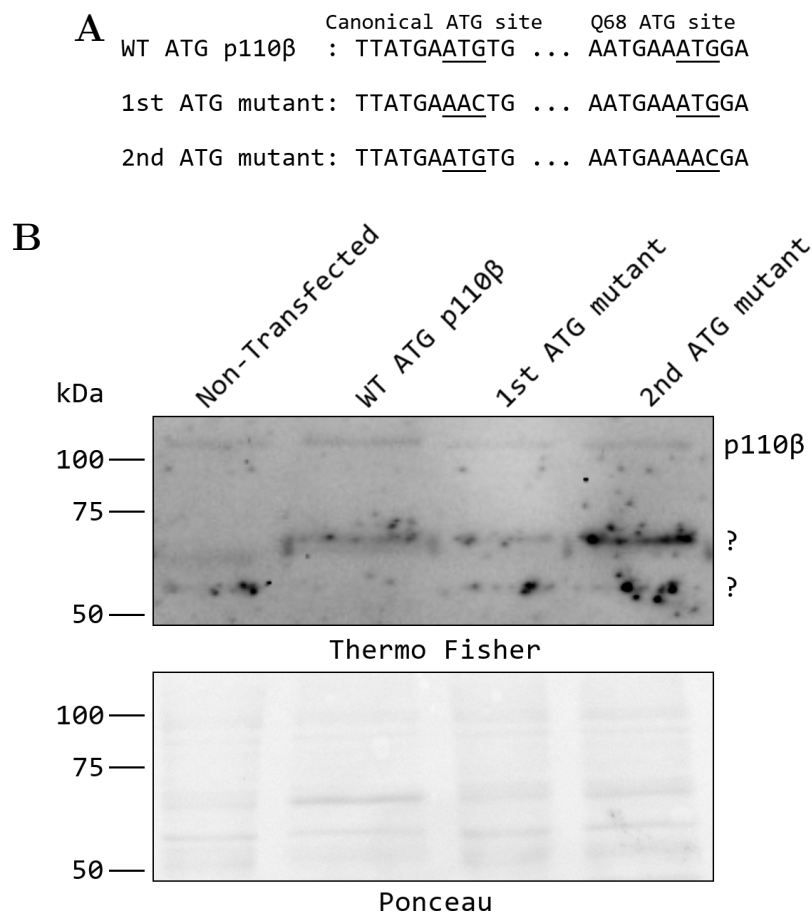 A
Canonical ATG site Q68 ATG site
WT ATG p110β : TTATGAATGTG ... AATGAAATGGA
1st ATG mutant: TTATGAAACTG ... AATGAAATGGA
2nd ATG mutant: TTATGAATGTG ... AATGAAAACGA
B
kDa
Non-Transfected
WT ATG p110β
1st ATG mutant
2nd ATG mutant
100
p110β
75
?
?
50
Thermo Fisher
100
75
50
Ponceau